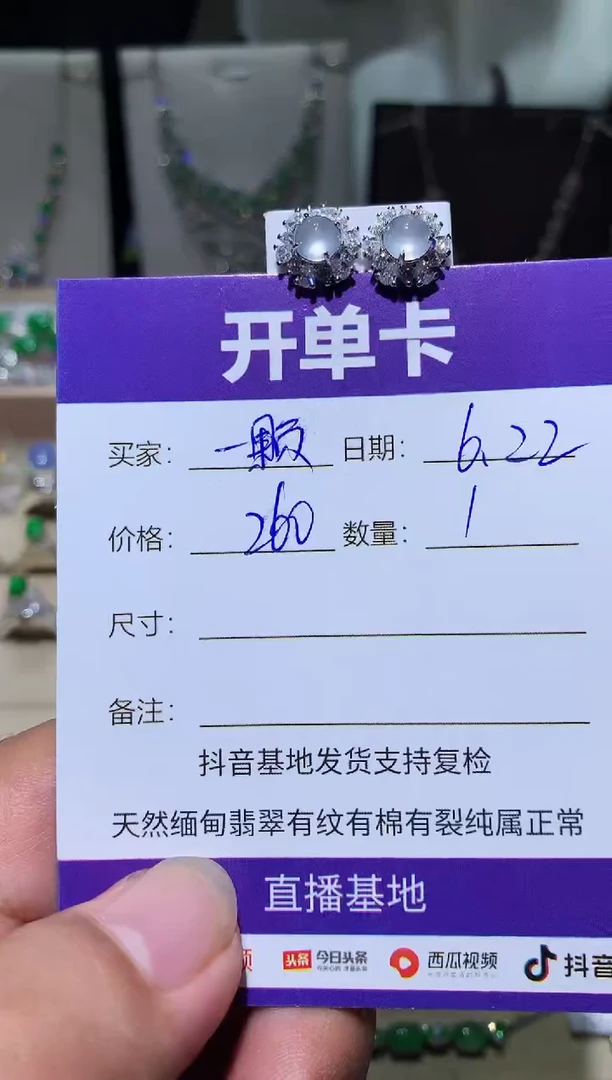 开单卡
买家: 一颗 日期: 6.22
价格: 260 数量: 1
尺寸:
备注:
抖音基地发货支持复检
天然缅甸翡翠有纹有棉有裂纯属正常
直播基地
频 头条 今日头条 西瓜视频 抖音